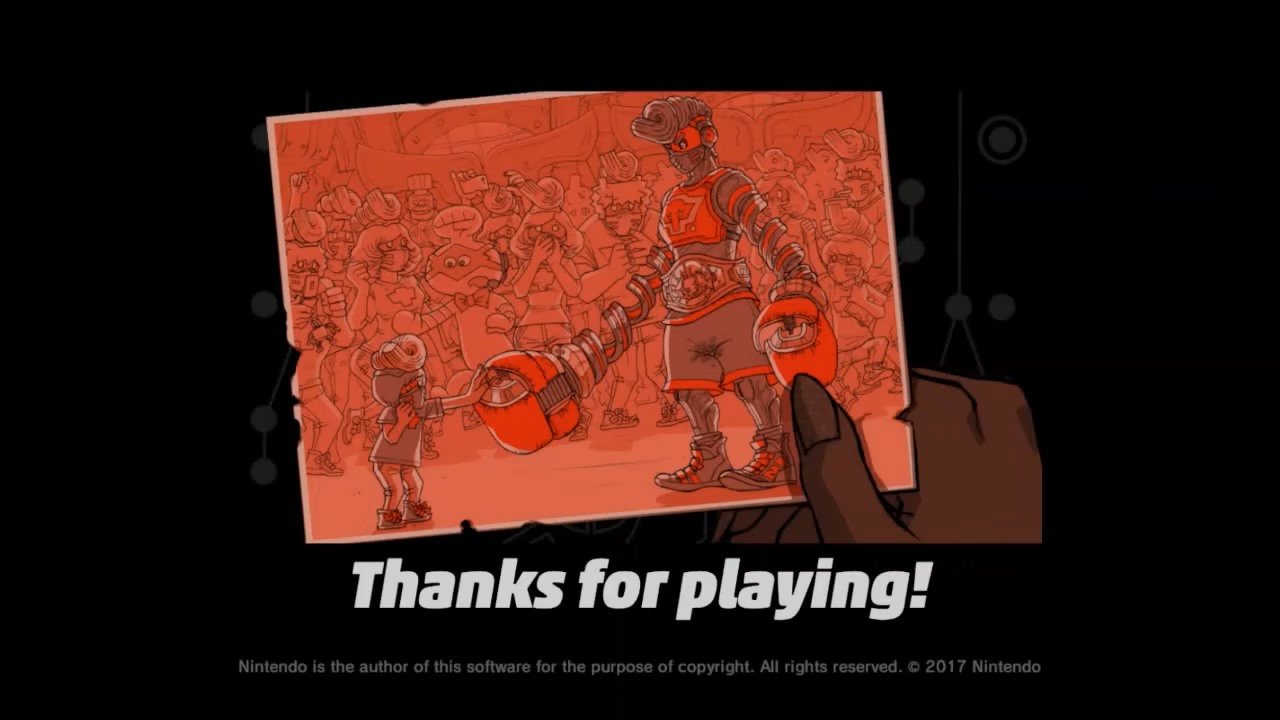 Thanks for playing!
Nintendo is the author of this software for the purpose of copyright. All rights reserved. © 2017 Nintendo